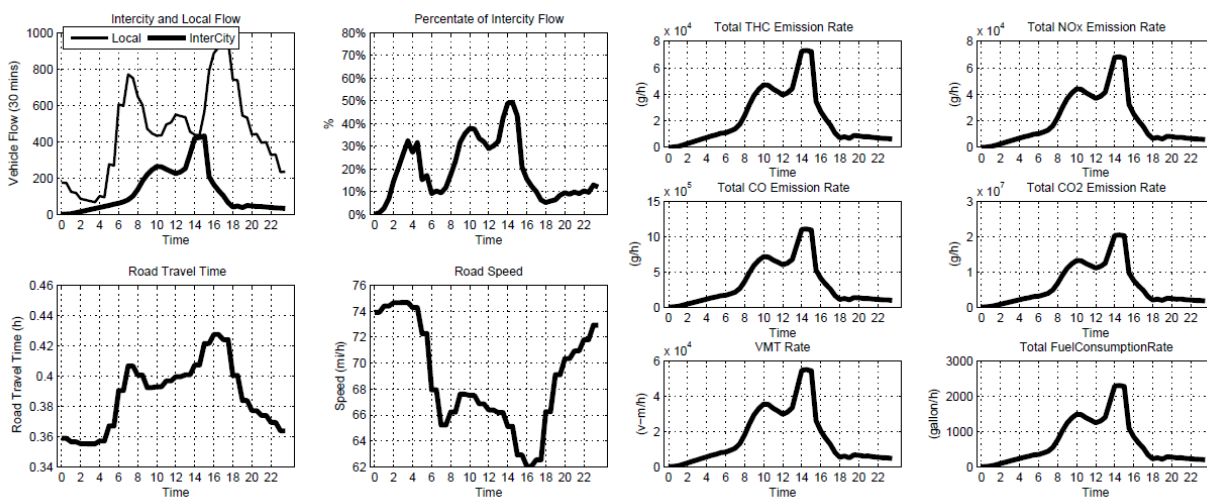 Intercity and Local Flow
Local InterCity
Vehicle Flow (30 mins)
1000
800
600
400
200
0
0 2 4 6 8 10 12 14 16 18 20 22
Time
Percentate of Intercity Flow
%
80%
70%
60%
50%
40%
30%
20%
10%
0%
0 2 4 6 8 10 12 14 16 18 20 22
Time
Road Travel Time
Road Travel Time (h)
0.46
0.44
0.42
0.4
0.38
0.36
0.34
0 2 4 6 8 10 12 14 16 18 20 22
Time
Road Speed
Speed (mi/h)
76
74
72
70
68
66
64
62
0 2 4 6 8 10 12 14 16 18 20 22
Time
Total THC Emission Rate
x 10⁴
(g/h)
8
6
4
2
0
0 2 4 6 8 10 12 14 16 18 20 22
Time
Total NOx Emission Rate
x 10⁴
(g/h)
8
6
4
2
0
0 2 4 6 8 10 12 14 16 18 20 22
Time
Total CO Emission Rate
x 10⁵
(g/h)
15
10
5
0
0 2 4 6 8 10 12 14 16 18 20 22
Time
Total CO2 Emission Rate
x 10⁷
(g/h)
3
2
1
0
0 2 4 6 8 10 12 14 16 18 20 22
Time
VMT Rate
x 10⁴
(v−m/h)
6
4
2
0
0 2 4 6 8 10 12 14 16 18 20 22
Time
Total FuelConsumptionRate
(gallon/h)
3000
2000
1000
0
0 2 4 6 8 10 12 14 16 18 20 22
Time